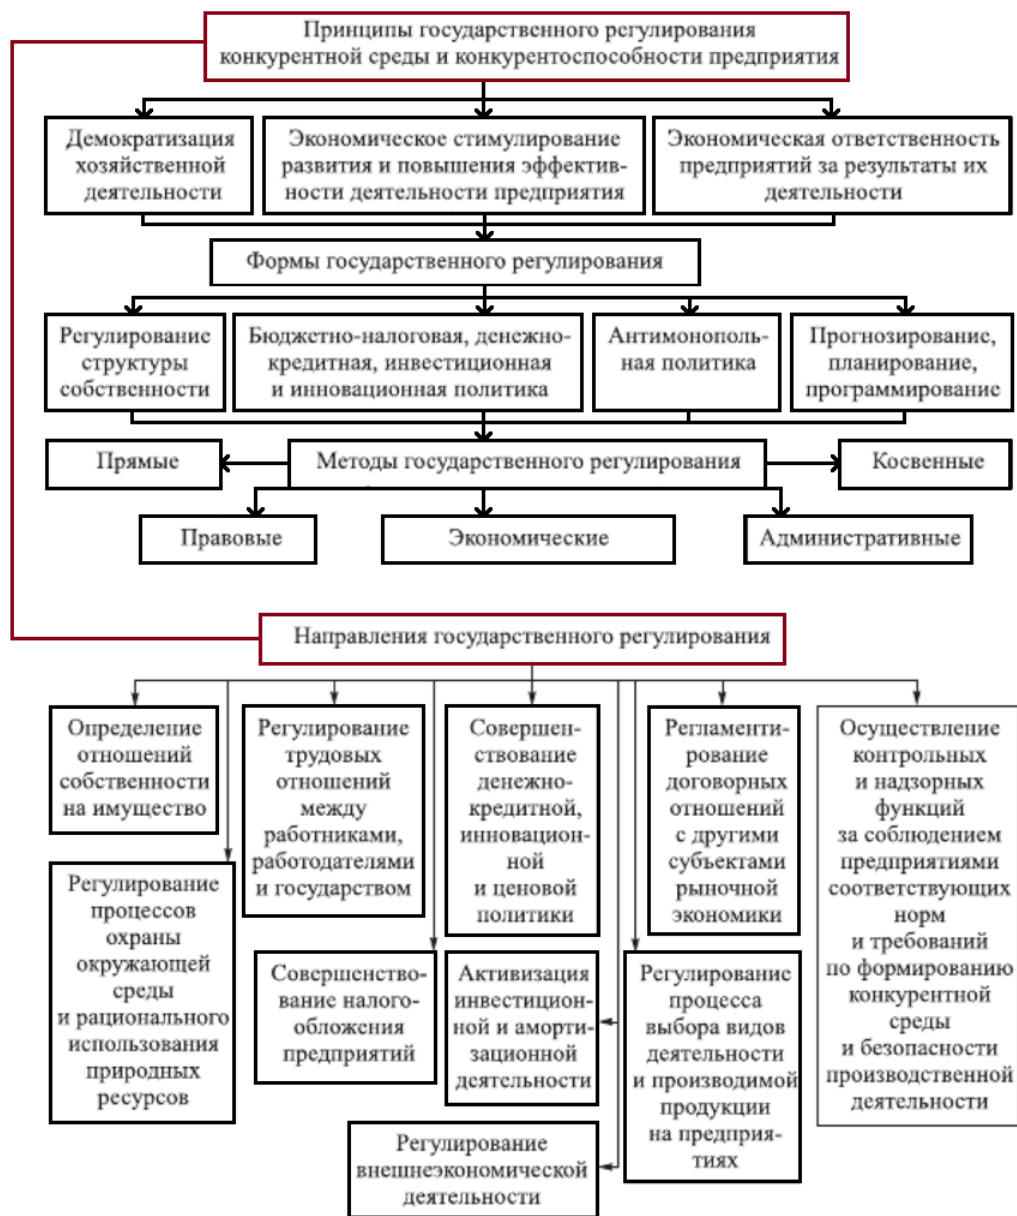 Принципы государственного регулирования
конкурентной среды и конкурентоспособности предприятия
Демократизация
хозяйственной
деятельности
Экономическое стимулирование
развития и повышения эффектив-
ности деятельности предприятия
Экономическая ответственность
предприятий за результаты их
деятельности
Формы государственного регулирования
Регулирование
структуры
собственности
Бюджетно-налоговая, денежно-
кредитная, инвестиционная
и инновационная политика
Антимонополь-
ная политика
Прогнозирование,
планирование,
программирование
Прямые
Методы государственного регулирования
Косвенные
Правовые
Экономические
Административные
Направления государственного регулирования
Определение
отношений
собственности
на имущество
Регулирование
трудовых
отношений
между
работниками,
работодателями
и государством
Совершен-
ствование
денежно-
кредитной,
инновацион-
ной
и ценовой
политики
Регламенти-
рование
договорных
отношений
с другими
субъектами
рыночной
экономики
Осуществление
контрольных
и надзорных
функций
за соблюдением
предприятиями
соответствующих
норм
и требований
по формированию
конкурентной
среды
и безопасности
производственной
деятельности
Регулирование
процессов
охраны
окружающей
среды
и рационального
использования
природных
ресурсов
Совершенство-
вание налого-
обложения
предприятий
Активизация
инвестицион-
ной и аморти-
зационной
деятельности
Регулирование
процесса
выбора видов
деятельности
и производимой
продукции
на предприя-
тиях
Регулирование
внешнеэкономической
деятельности